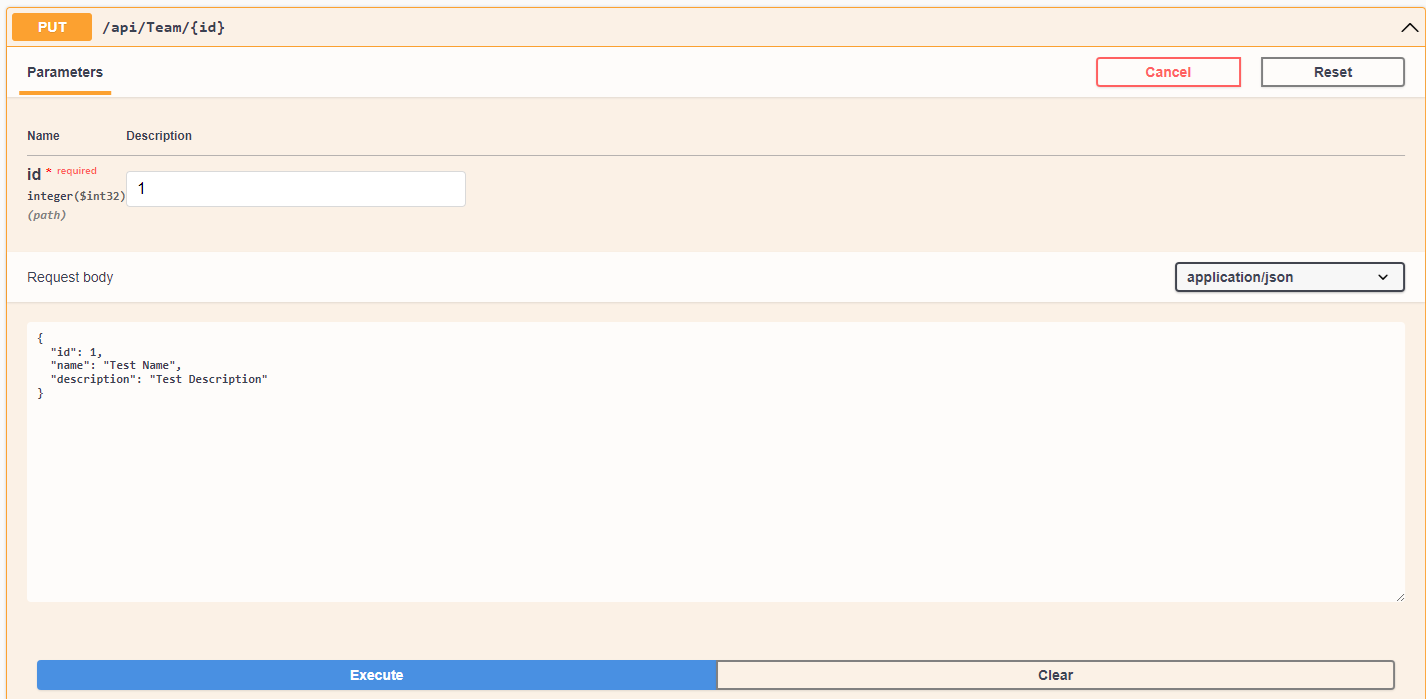 PUT /api/Team/{id}
Parameters Cancel Reset
Name Description
id * required
integer($int32) 1
(path)
Request body application/json
{
  "id": 1,
  "name": "Test Name",
  "description": "Test Description"
}
Execute Clear